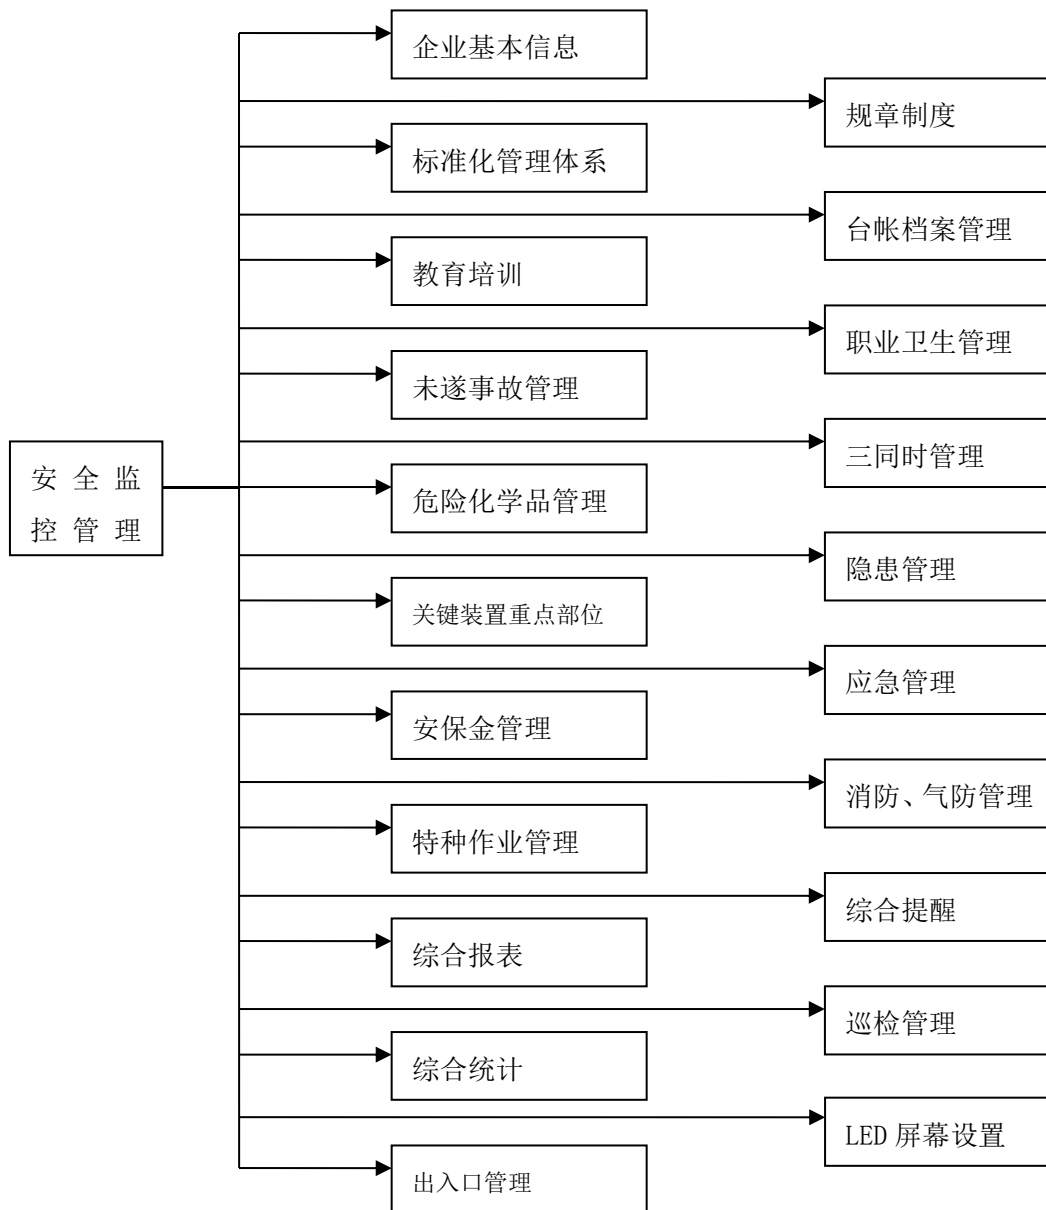 企业基本信息
规章制度
标准化管理体系
台帐档案管理
教育培训
职业卫生管理
未遂事故管理
三同时管理
安全监
控管理
危险化学品管理
隐患管理
关键装置重点部位
应急管理
安保金管理
消防、气防管理
特种作业管理
综合提醒
综合报表
巡检管理
综合统计
LED 屏幕设置
出入口管理